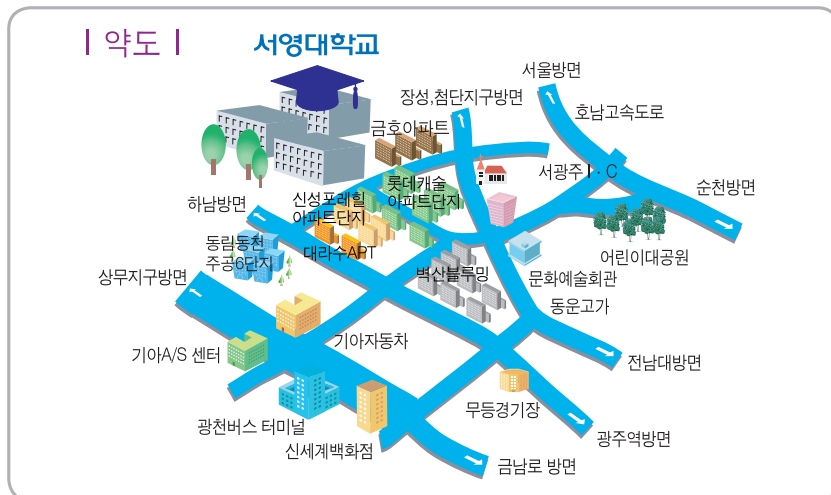 | 약도 |
서영대학교
서울방면
장성,첨단지구방면
호남고속도로
금호아파트
서광주 I·C
순천방면
롯데캐슬
아파트단지
신성포레힐
아파트단지
하남방면
동림동천
주공6단지
대라수APT
어린이대공원
벽산블루밍
문화예술회관
상무지구방면
동운고가
기아자동차
기아A/S 센터
전남대방면
무등경기장
광천버스 터미널
광주역방면
신세계백화점
금남로 방면